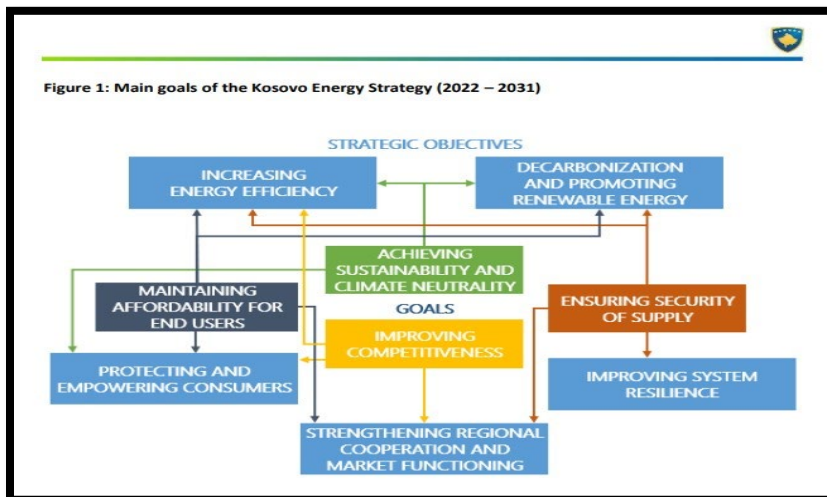 Figure 1: Main goals of the Kosovo Energy Strategy (2022 – 2031)
STRATEGIC OBJECTIVES
INCREASING
ENERGY EFFICIENCY
DECARBONIZATION
AND PROMOTING
RENEWABLE ENERGY
ACHIEVING
SUSTAINABILITY AND
CLIMATE NEUTRALITY
MAINTAINING
AFFORDABILITY FOR
END USERS
GOALS
ENSURING SECURITY
OF SUPPLY
IMPROVING
COMPETITIVENESS
PROTECTING AND
EMPOWERING CONSUMERS
IMPROVING SYSTEM
RESILIENCE
STRENGTHENING REGIONAL
COOPERATION AND
MARKET FUNCTIONING